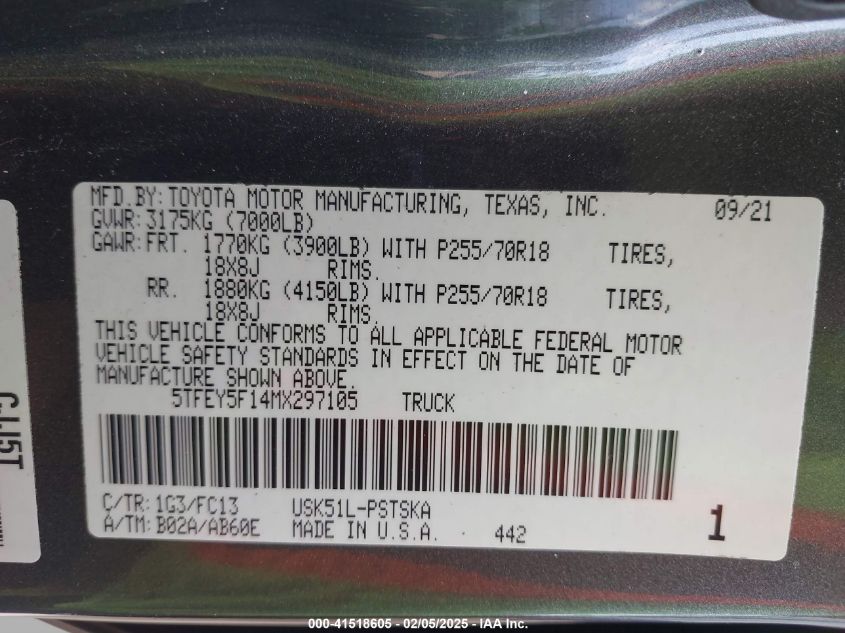 MFD.BY: TOYOTA MOTOR MANUFACTURING, TEXAS, INC. 09/21
GVWR: 3175KG (7000LB)
GAWR: FRT. 1770KG (3900LB) WITH P255/70R18 TIRES,
18X8J RIMS.
RR. 1880KG (4150LB) WITH P255/70R18 TIRES,
18X8J RIMS.
THIS VEHICLE CONFORMS TO ALL APPLICABLE FEDERAL MOTOR
VEHICLE SAFETY STANDARDS IN EFFECT ON THE DATE OF
MANUFACTURE SHOWN ABOVE.
5TFEY5F14MX297105 TRUCK
C/TR: 1G3/FC13 USK51L-PSTSKA
A/TM: B02A/AB60E MADE IN U.S.A. 442 1
000-41518605 - 02/05/2025 - IAA Inc.